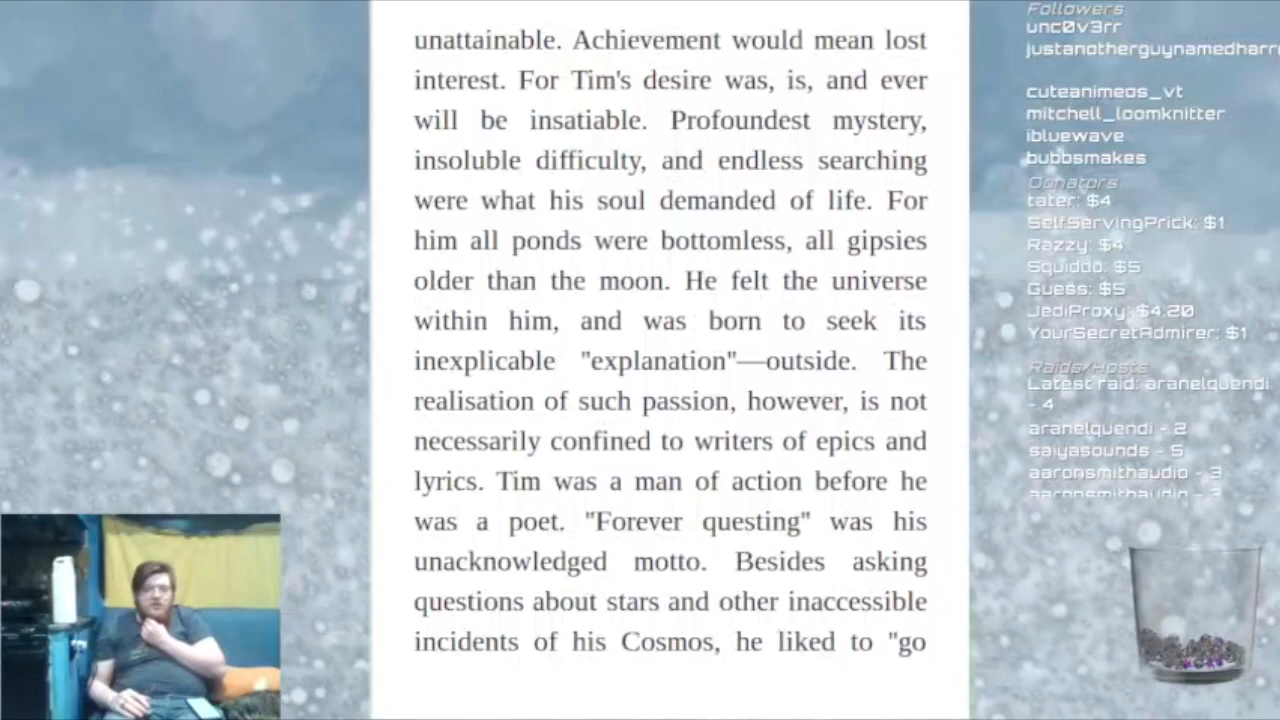 unattainable. Achievement would mean lost
interest. For Tim's desire was, is, and ever
will be insatiable. Profoundest mystery,
insoluble difficulty, and endless searching
were what his soul demanded of life. For
him all ponds were bottomless, all gipsies
older than the moon. He felt the universe
within him, and was born to seek its
inexplicable "explanation"—outside. The
realisation of such passion, however, is not
necessarily confined to writers of epics and
lyrics. Tim was a man of action before he
was a poet. "Forever questing" was his
unacknowledged motto. Besides asking
questions about stars and other inaccessible
incidents of his Cosmos, he liked to "go
Followers
unc0v3rr
cuteanimeos_vt
mitchell_loomknitter
ibluewave
bubbsmakes
Donators
tater: $4
SelfServingPrick: $1
Razzy: $4
Squiddo: $5
Guess: $5
JediProxy: $4.20
YourSecretAdmirer: $1
Raids/Hosts
Latest raid: aranelquendi
- 4
aranelquendi - 2
saiyasounds - 5
aaronsmithaudio - 3